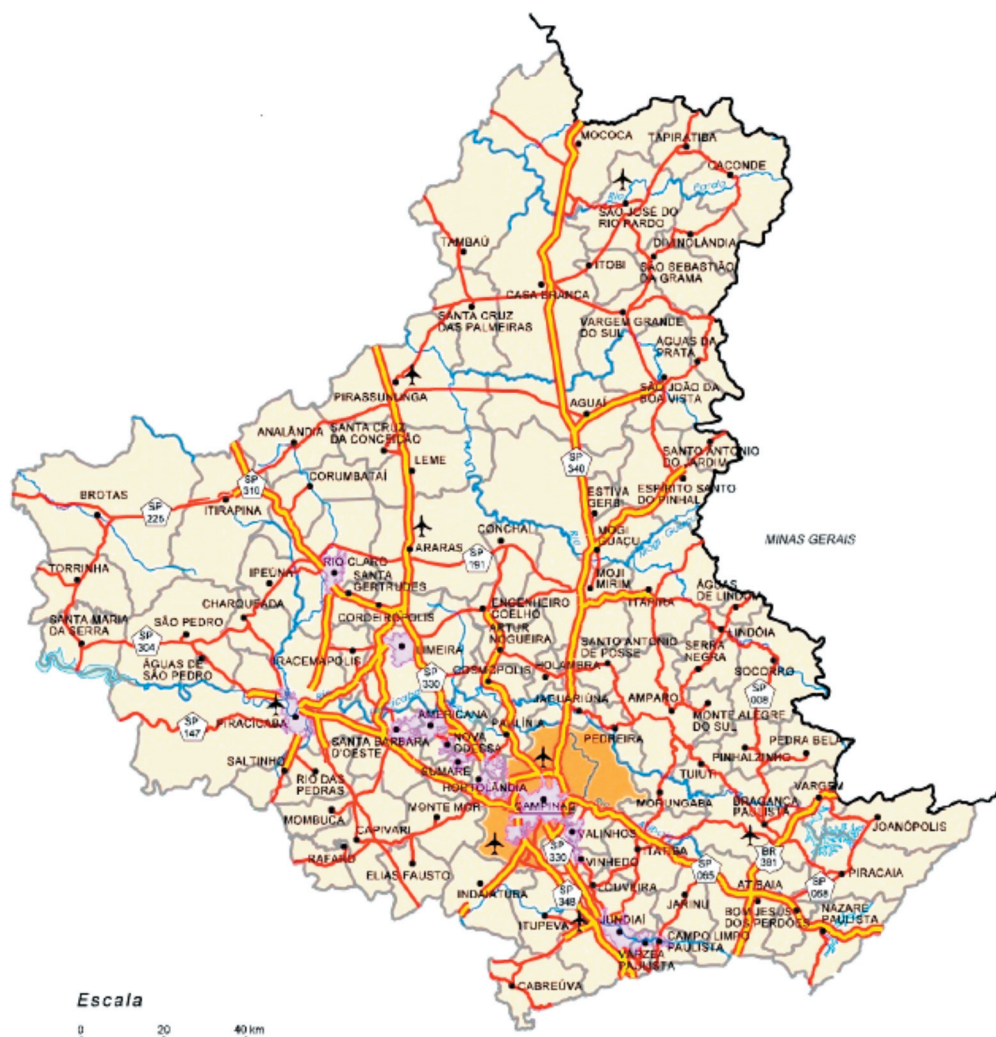 MOCOCA
TAPIRATIBA
CACONDE
Rio
Pardo
SÃO JOSÉ DO
RIO PARDO
TAMBAÚ
DIVINOLÂNDIA
ITOBI
SÃO SEBASTIÃO
DA GRAMA
CASA BRANCA
SANTA CRUZ
DAS PALMEIRAS
VARGEM GRANDE
DO SUL
ÁGUAS DA
PRATA
PIRASSUNUNGA
SÃO JOÃO DA
BOA VISTA
AGUAÍ
SANTA CRUZ
DA CONCEIÇÃO
ANALÂNDIA
SANTO ANTONIO
DO JARDIM
LEME
SP
340
CORUMBATAÍ
SP
310
ESPÍRITO SANTO
DO PINHAL
ESTIVA
GERBI
BROTAS
SP
225
ITIRAPINA
CONCHAL
Rio
MOGI
GUAÇU
Mogi Guaçu
MINAS GERAIS
ARARAS
SP
191
RIO CLARO
TORRINHA
IPEÚNA
SANTA
GERTRUDES
MOJI
MIRIM
ITAPIRA
ÁGUAS
DE LINDÓIA
CHARQUEADA
CORDEIRÓPOLIS
ENGENHEIRO
COELHO
SANTA MARIA
DA SERRA
SÃO PEDRO
ARTUR
NOGUEIRA
SANTO ANTONIO
DE POSSE
LINDÓIA
SP
304
IRACEMÁPOLIS
LIMEIRA
SERRA
NEGRA
ÁGUAS DE
SÃO PEDRO
COSMÓPOLIS
HOLAMBRA
SOCORRO
SP
330
SP
008
JAGUARIÚNA
AMPARO
PIRACICABA
AMERICANA
PAULÍNIA
MONTE ALEGRE
DO SUL
SP
147
SANTA BARBARA
D'OESTE
NOVA
ODESSA
PEDREIRA
PEDRA BELA
PINHALZINHO
SALTINHO
SUMARÉ
TUIUTI
RIO DAS
PEDRAS
HORTOLÂNDIA
MORUNGABA
VARGEM
MONTE MOR
CAMPINAS
BRAGANÇA
PAULISTA
MOMBUCA
JOANÓPOLIS
CAPIVARI
VALINHOS
RAFARD
SP
330
ITATIBA
BR
381
VINHEDO
SP
065
ELIAS FAUSTO
PIRACAIA
INDAIATUBA
SP
348
LOUVEIRA
ATIBAIA
SP
068
JARINU
ITUPEVA
JUNDIAÍ
BOM JESUS
DOS PERDÕES
NAZARÉ
PAULISTA
CAMPO LIMPO
PAULISTA
VÁRZEA
PAULISTA
CABREÚVA
Escala
0 20 40 km